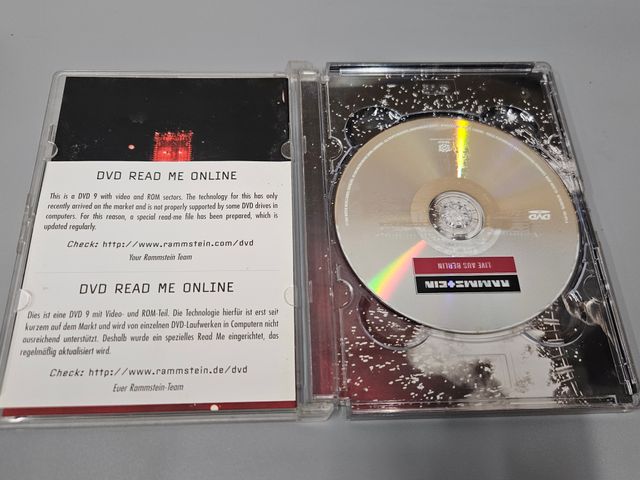 DVD READ ME ONLINE
This is a DVD 9 with video and ROM sectors. The technology for this has only
recently arrived on the market and is not properly supported by some DVD drives in
computers. For this reason, a special read-me file has been prepared, which is
updated regularly.
Check: http://www.rammstein.com/dvd
Your Rammstein Team
DVD READ ME ONLINE
Dies ist eine DVD 9 mit Video- und ROM-Teil. Die Technologie hierfür ist erst seit
kurzem auf dem Markt und wird von einzelnen DVD-Laufwerken in Computern nicht
ausreichend unterstützt. Deshalb wurde ein spezielles Read Me eingerichtet, das
regelmäßig aktualisiert wird.
Check: http://www.rammstein.de/dvd
Euer Rammstein-Team
DVD
LIVE AUS BERLIN
RAMMSTEIN